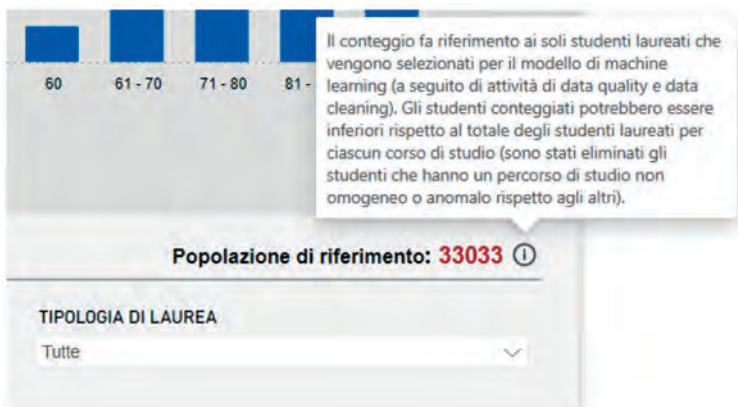 Il conteggio fa riferimento ai soli studenti laureati che
vengono selezionati per il modello di machine
learning (a seguito di attività di data quality e data
cleaning). Gli studenti conteggiati potrebbero essere
inferiori rispetto al totale degli studenti laureati per
ciascun corso di studio (sono stati eliminati gli
studenti che hanno un percorso di studio non
omogeneo o anomalo rispetto agli altri).
60 61 - 70 71 - 80 81 -
Popolazione di riferimento: 33033
TIPOLOGIA DI LAUREA
Tutte